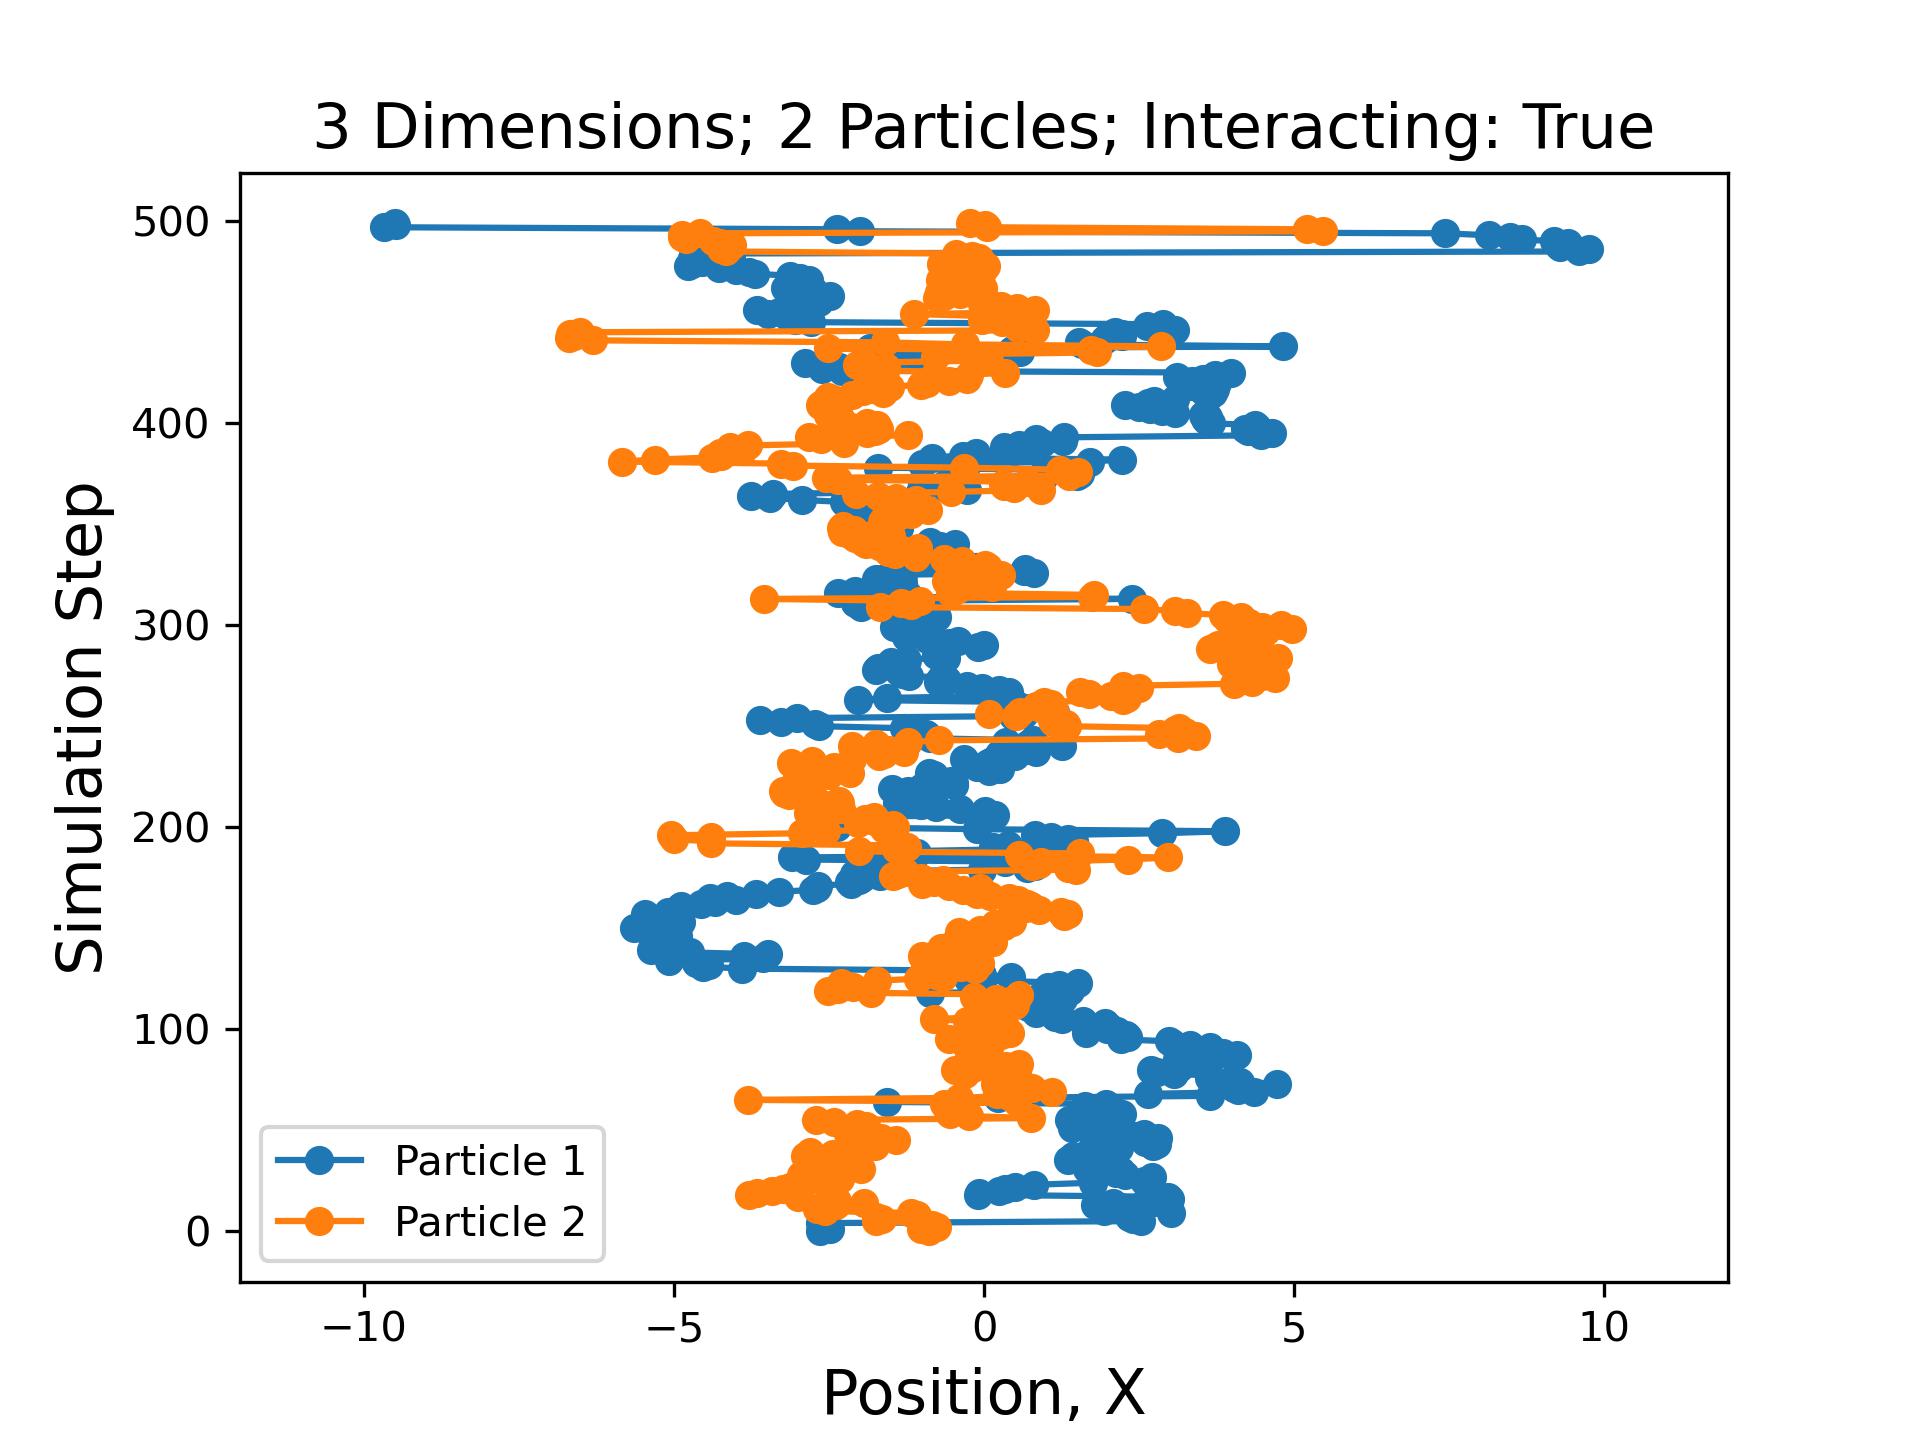 3 Dimensions; 2 Particles; Interacting: True
Simulation Step
500
400
300
200
100
0
Particle 1
Particle 2
−10
−5
0
5
10
Position, X